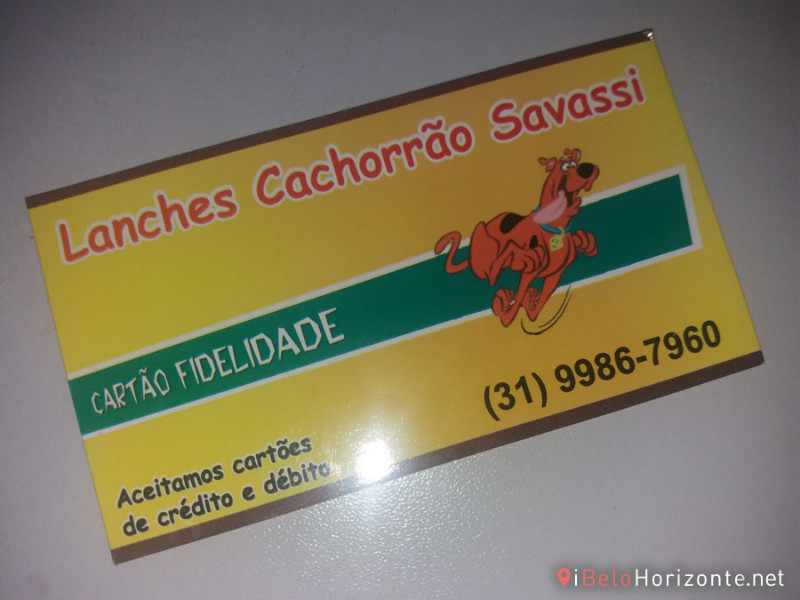 Lanches Cachorrão Savassi
CARTÃO FIDELIDADE
(31) 9986-7960
Aceitamos cartões
de crédito e débito
iBeloHorizonte.net